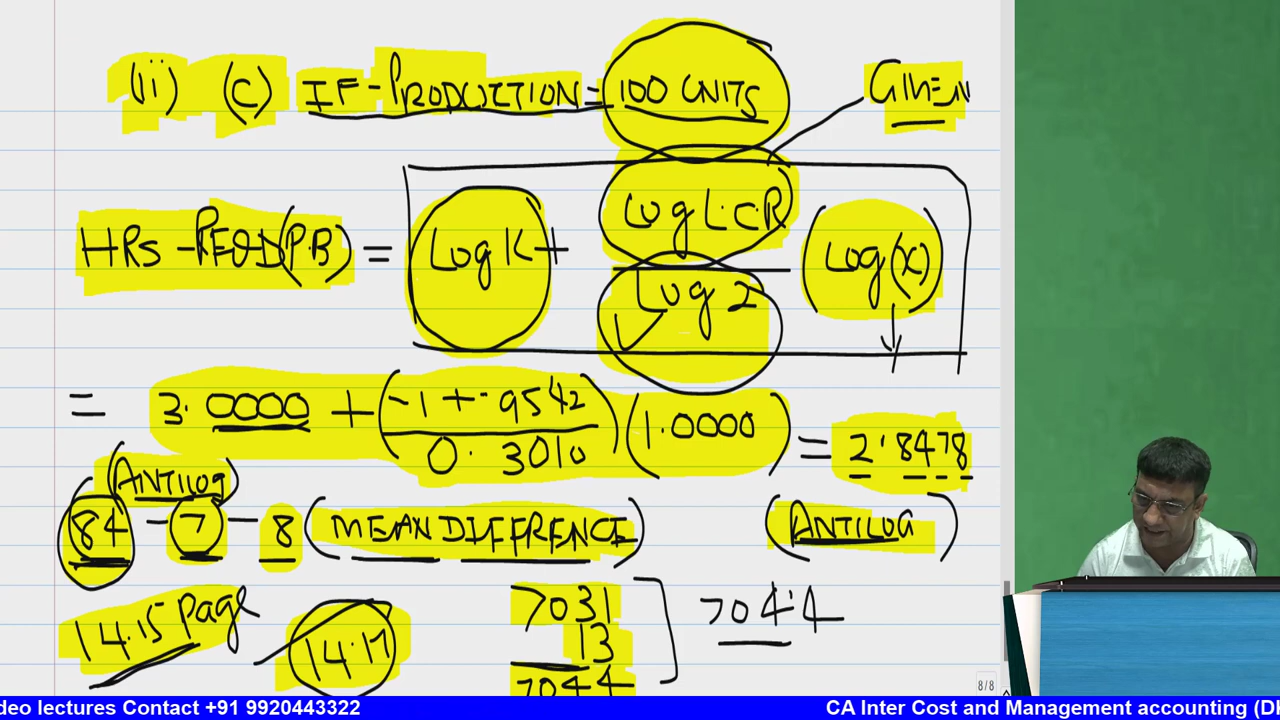 (ii) (C) IF - PRODUCTION = 100 UNITS GIVEN
HRS - REQD (P.B) = Log K + Log L.C.R / Log 2 (Log(X)
= 3.0000 + (-1 + .9542 / 0.3010) (1.0000) = 2.8478
(ANTILOG)
84 - 7 - 8 (MEAN DIFFERENCE) (ANTILOG)
14.15 page 14.17 7031 704.4
13
7044
8/8
deo lectures Contact +91 9920443322 CA Inter Cost and Management accounting (D